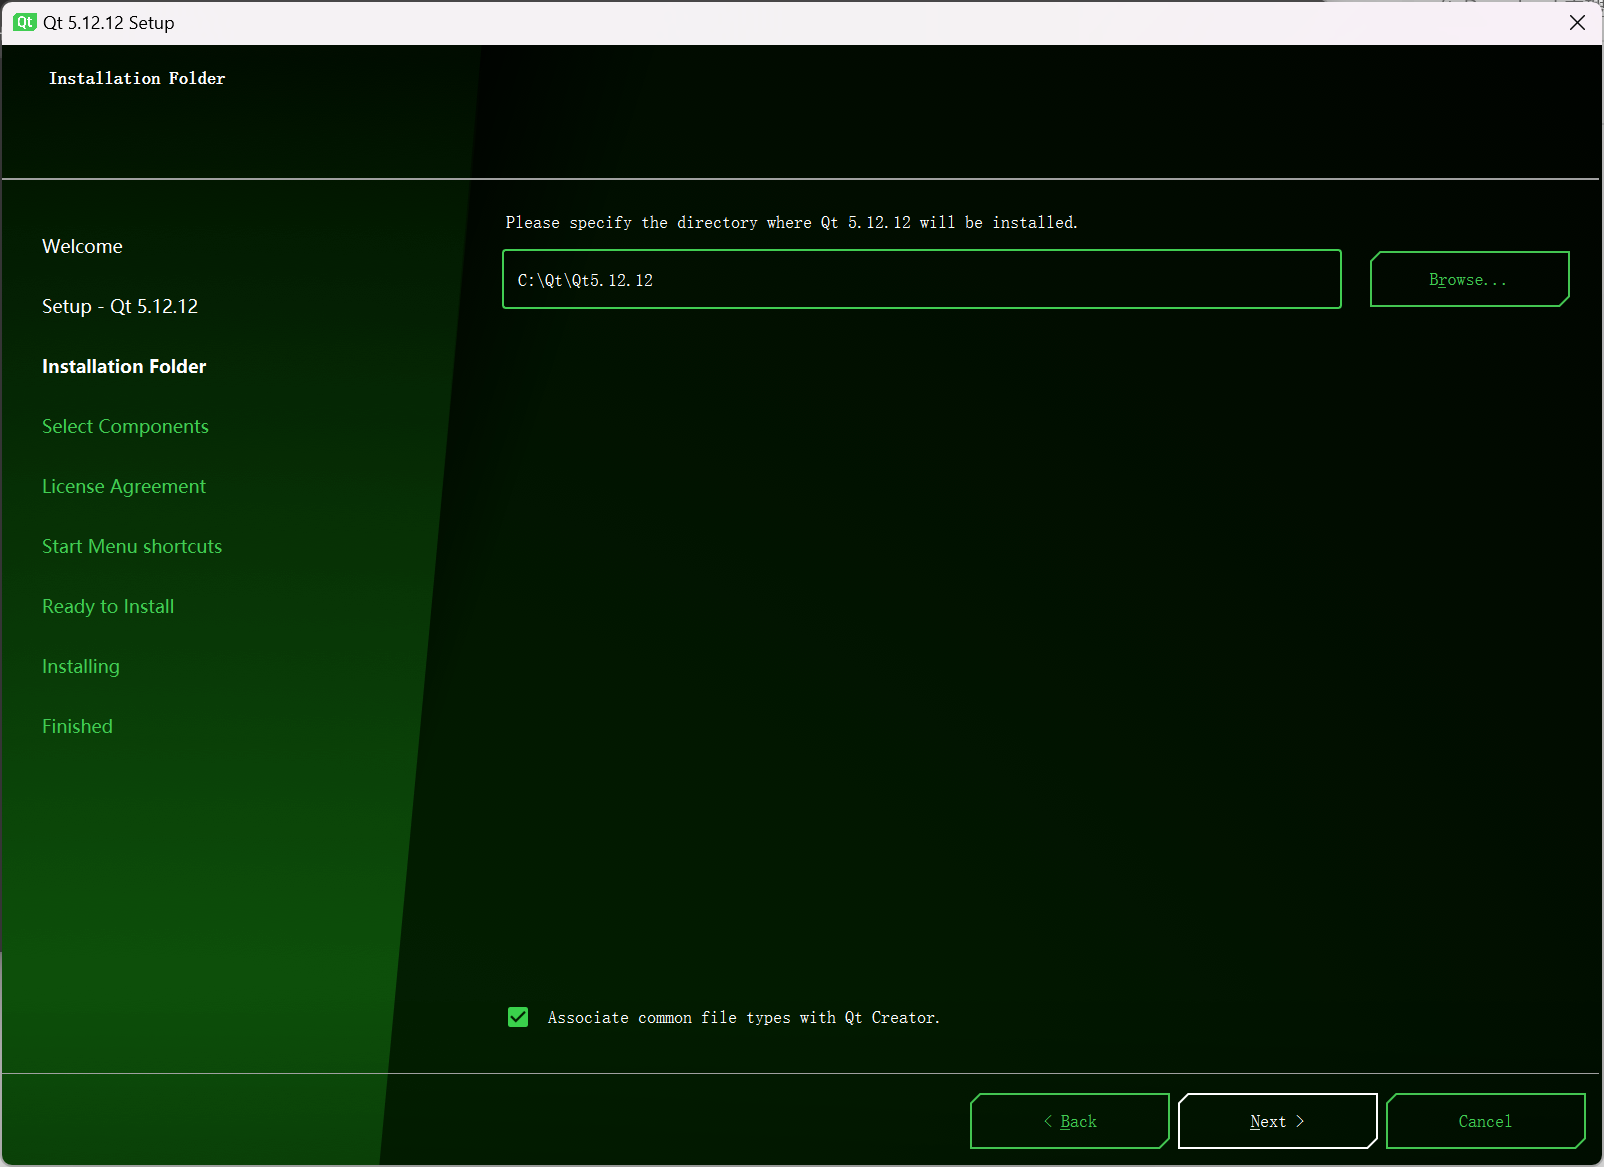 Qt Qt 5.12.12 Setup
Installation Folder
Welcome
Setup - Qt 5.12.12
Installation Folder
Select Components
License Agreement
Start Menu shortcuts
Ready to Install
Installing
Finished
Please specify the directory where Qt 5.12.12 will be installed.
C:\Qt\Qt5.12.12
Browse...
Associate common file types with Qt Creator.
< Back
Next >
Cancel